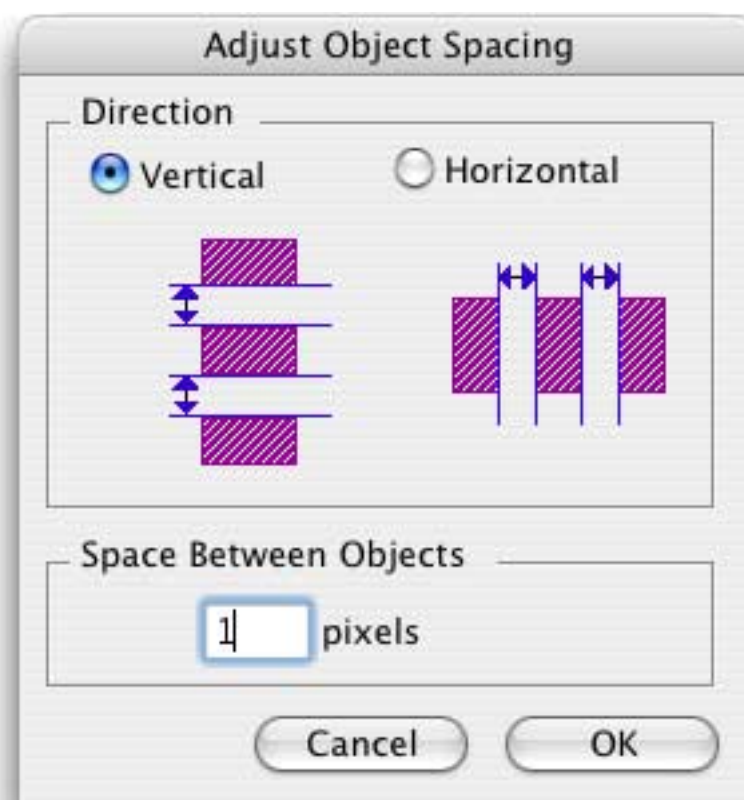 Adjust Object Spacing
Direction
Vertical Horizontal
Space Between Objects
1 pixels
Cancel OK